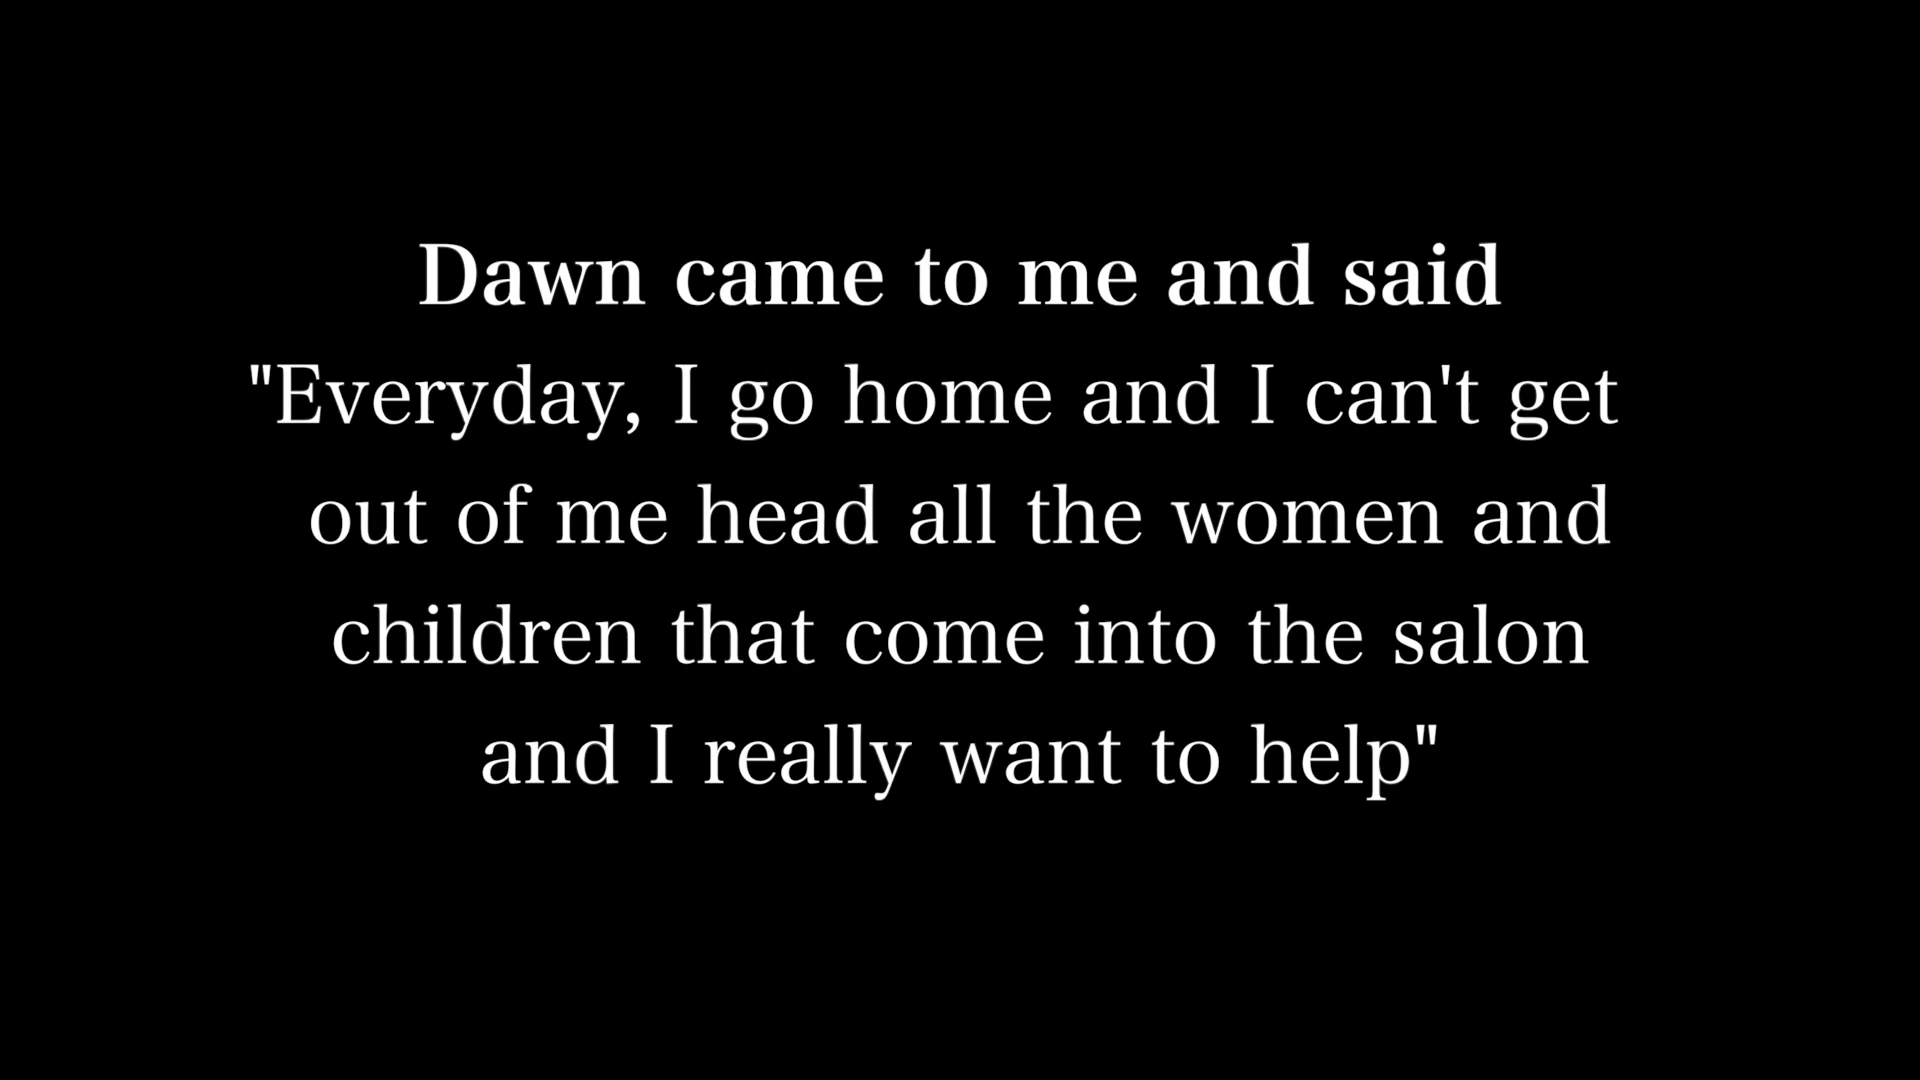 Dawn came to me and said
"Everyday, I go home and I can't get
out of me head all the women and
children that come into the salon
and I really want to help"